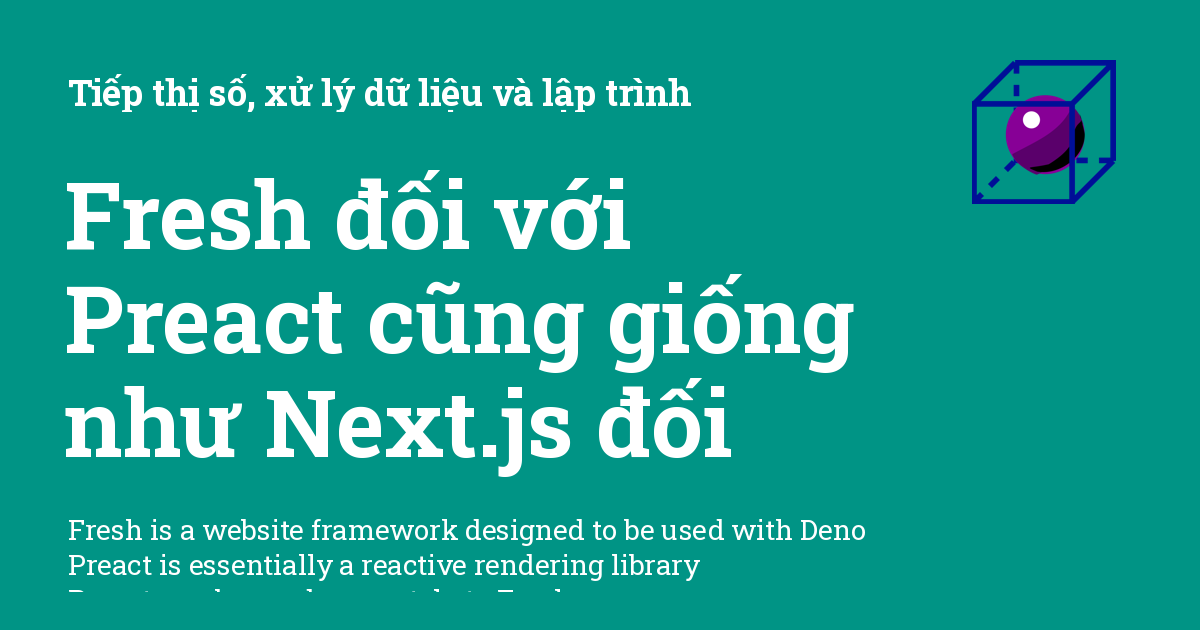 Tiếp thị số, xử lý dữ liệu và lập trình
Fresh đối với
Preact cũng giống
như Next.js đối
Fresh is a website framework designed to be used with Deno
Preact is essentially a reactive rendering library